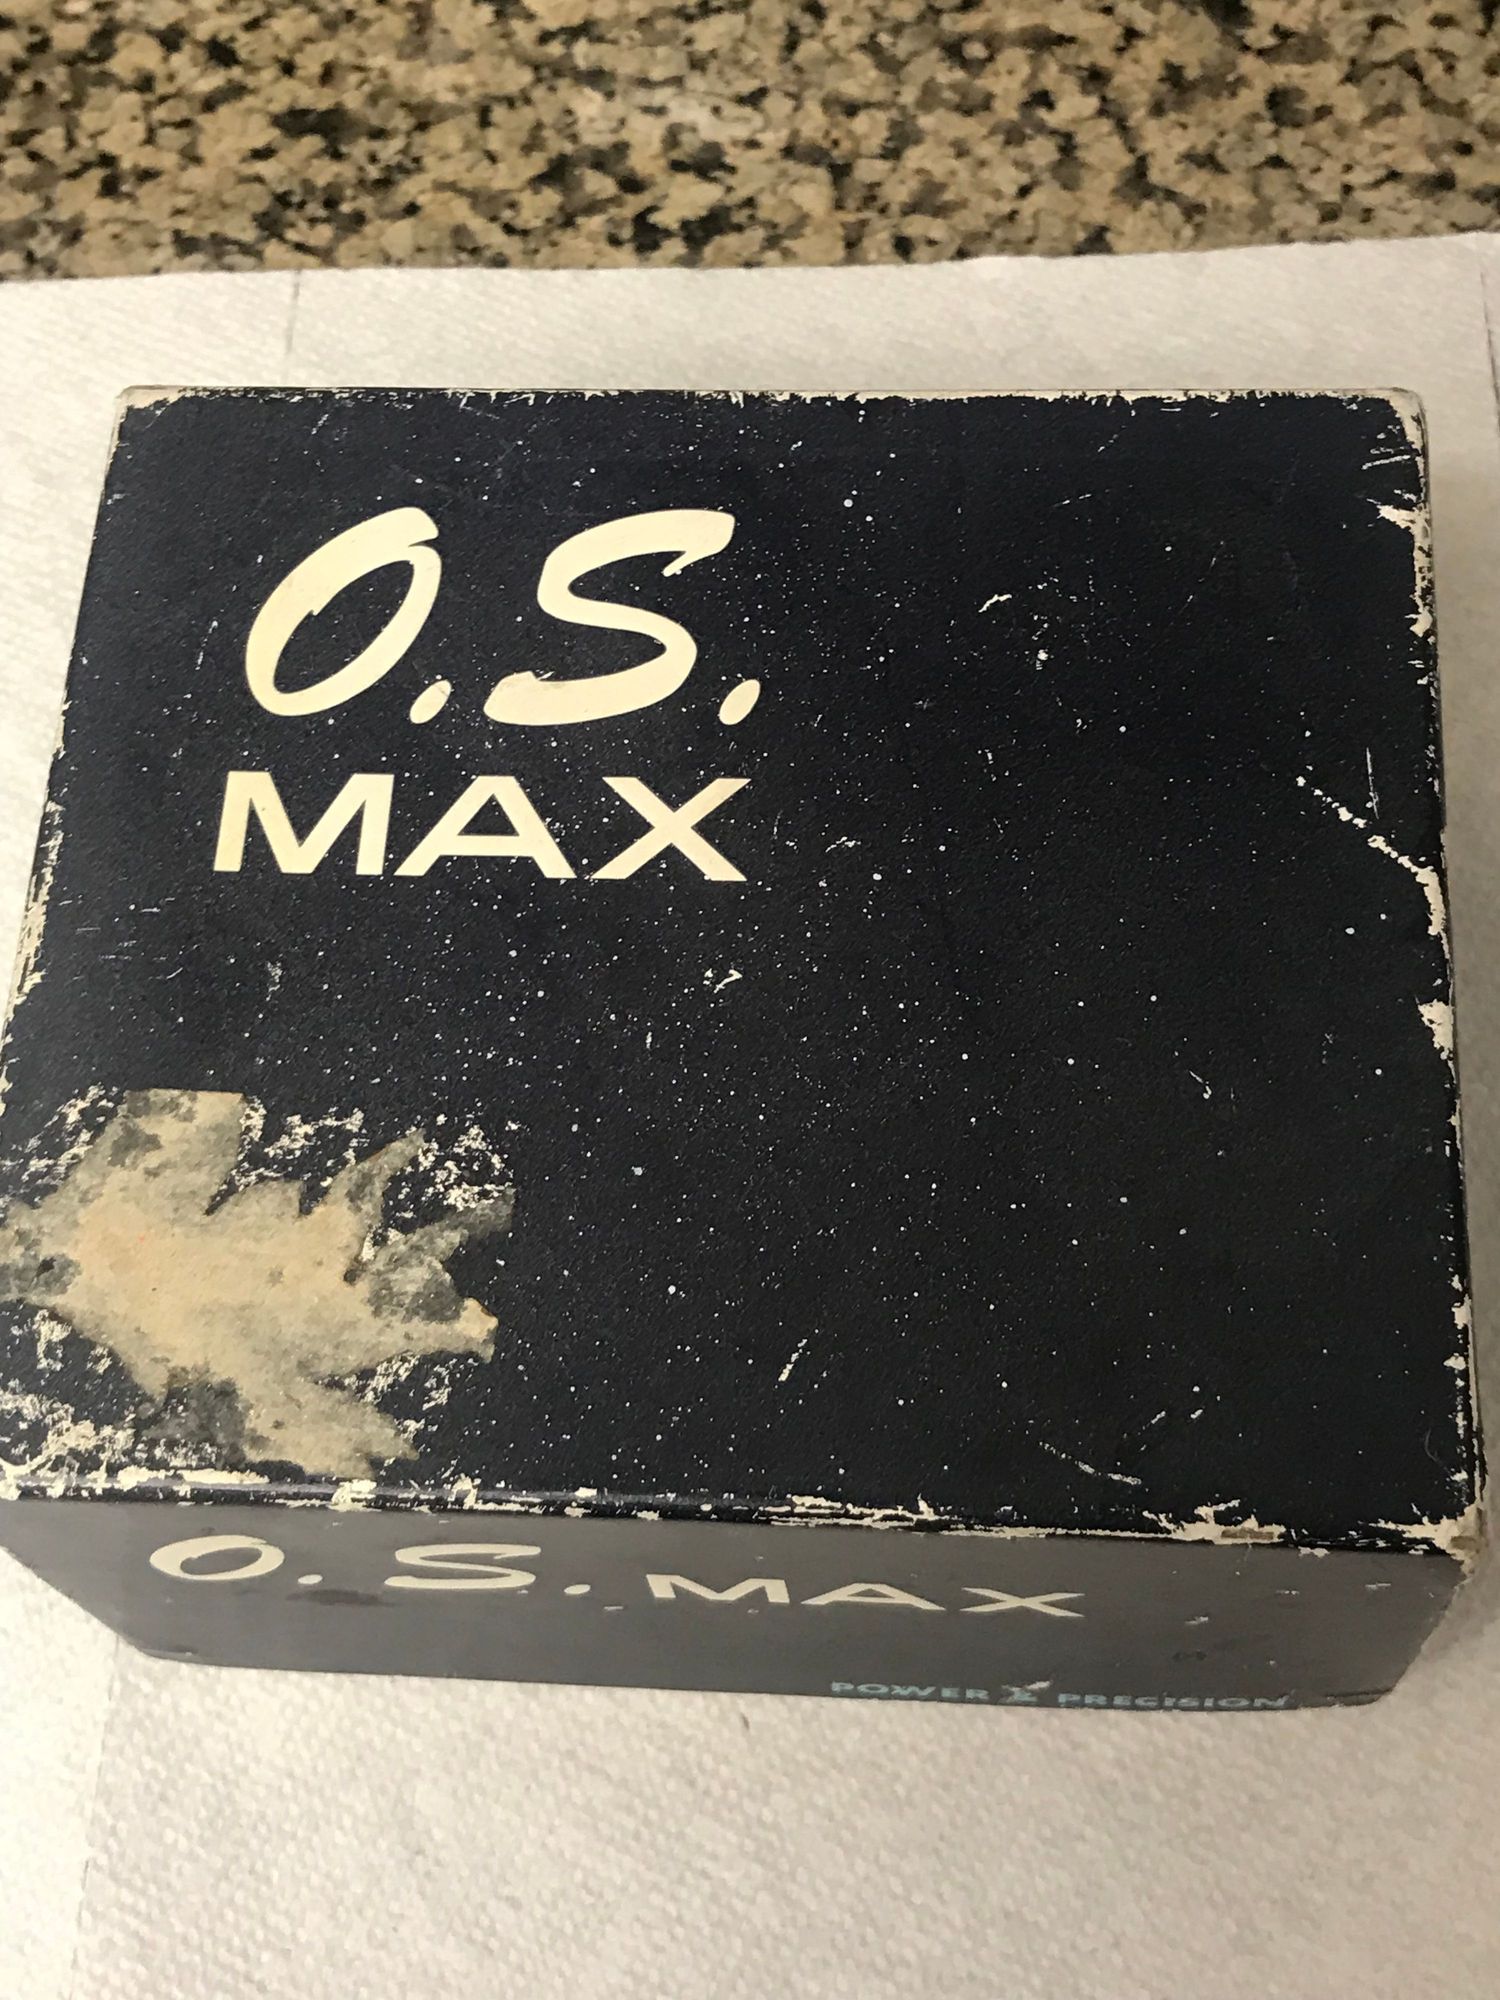 O.S.
MAX
O.S. MAX
POWER & PRECISION